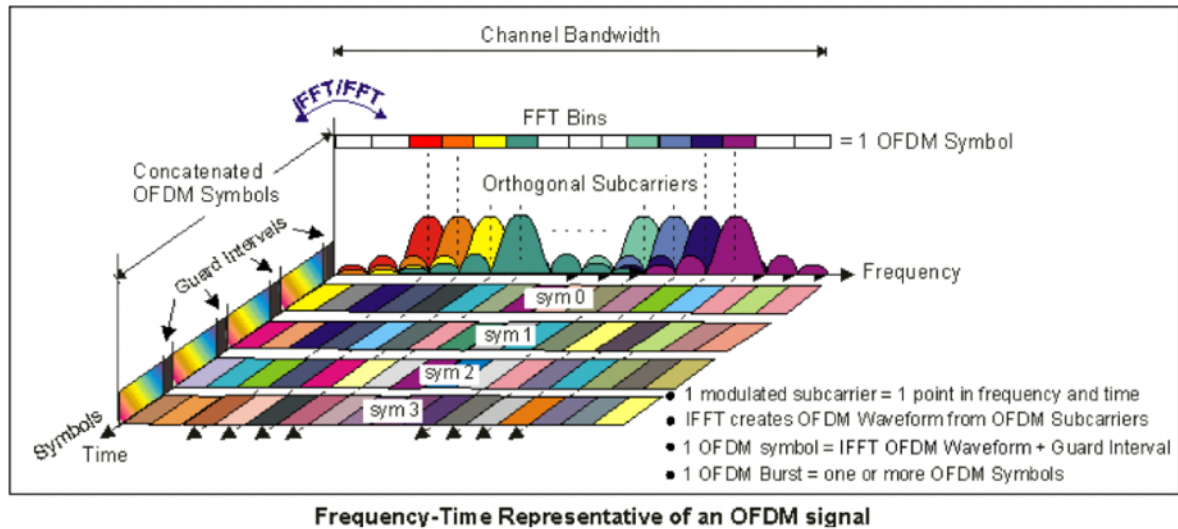 Channel Bandwidth
IFFT/FFT
FFT Bins
= 1 OFDM Symbol
Concatenated
OFDM Symbols
Orthogonal Subcarriers
Guard Intervals
Frequency
sym 0
sym 1
sym 2
sym 3
Symbols
Time
● 1 modulated subcarrier = 1 point in frequency and time
● IFFT creates OFDM Waveform from OFDM Subcarriers
● 1 OFDM symbol = IFFT OFDM Waveform + Guard Interval
● 1 OFDM Burst = one or more OFDM Symbols
Frequency-Time Representative of an OFDM signal